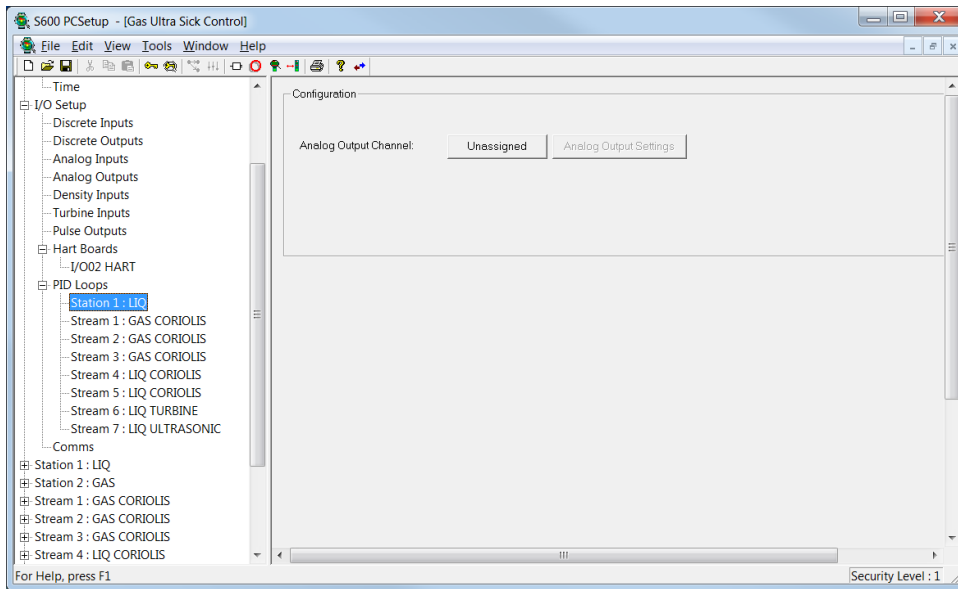 S600 PCSetup - [Gas Ultra Sick Control]
File Edit View Tools Window Help
Time
I/O Setup
Discrete Inputs
Discrete Outputs
Analog Inputs
Analog Outputs
Density Inputs
Turbine Inputs
Pulse Outputs
Hart Boards
I/O02 HART
PID Loops
Station 1 : LIQ
Stream 1 : GAS CORIOLIS
Stream 2 : GAS CORIOLIS
Stream 3 : GAS CORIOLIS
Stream 4 : LIQ CORIOLIS
Stream 5 : LIQ CORIOLIS
Stream 6 : LIQ TURBINE
Stream 7 : LIQ ULTRASONIC
Comms
Station 1 : LIQ
Station 2 : GAS
Stream 1 : GAS CORIOLIS
Stream 2 : GAS CORIOLIS
Stream 3 : GAS CORIOLIS
Stream 4 : LIQ CORIOLIS
Configuration
Analog Output Channel: Unassigned Analog Output Settings
For Help, press F1 Security Level : 1